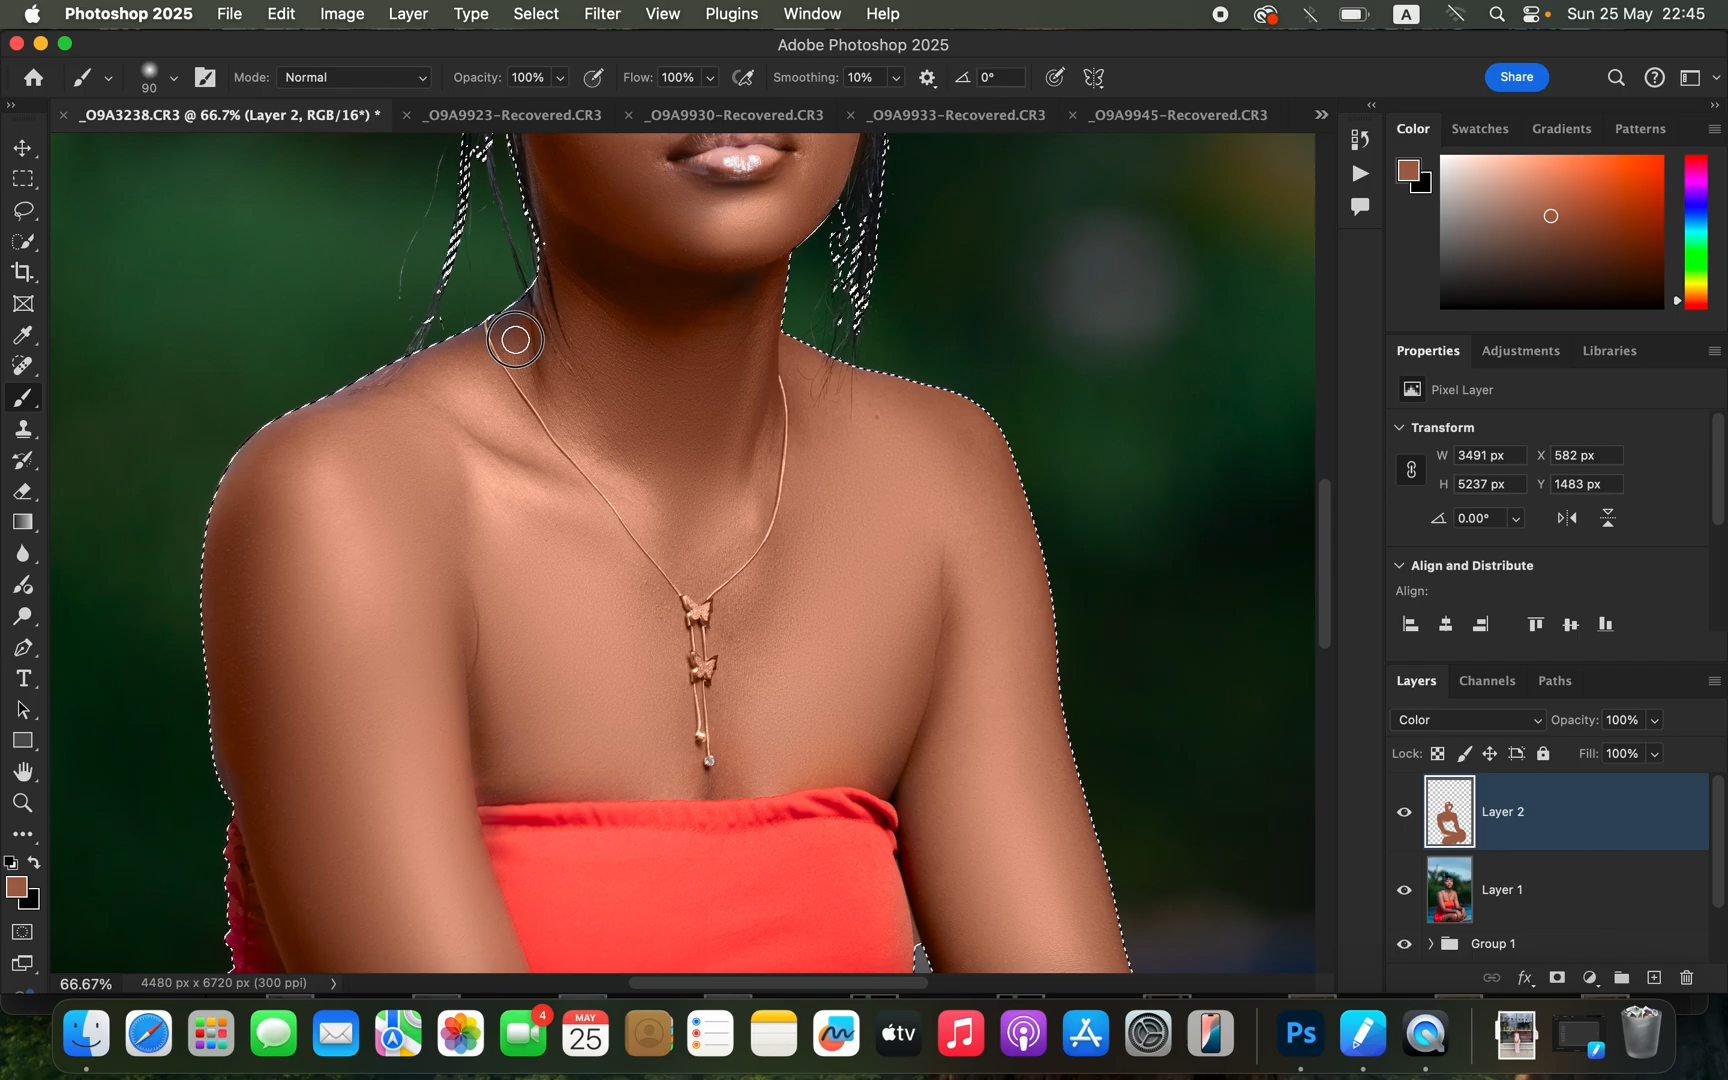 Photoshop 2025 File Edit Image Layer Type Select Filter View Plugins Window Help A Sun 25 May 22:45
Adobe Photoshop 2025
90 Mode: Normal Opacity: 100% Flow: 100% Smoothing: 10% 0° Share
_O9A3238.CR3 @ 66.7% (Layer 2, RGB/16*) * _O9A9923-Recovered.CR3 _O9A9930-Recovered.CR3 _O9A9933-Recovered.CR3 _O9A9945-Recovered.CR3
Color Swatches Gradients Patterns
Properties Adjustments Libraries
Pixel Layer
Transform
W 3491 px X 582 px
H 5237 px Y 1483 px
0.00°
Align and Distribute
Align:
Layers Channels Paths
Color Opacity: 100%
Lock: Fill: 100%
Layer 2
Layer 1
Group 1
fx
66.67% 4480 px x 6720 px (300 ppi)
4
MAY
25
tv
Ps